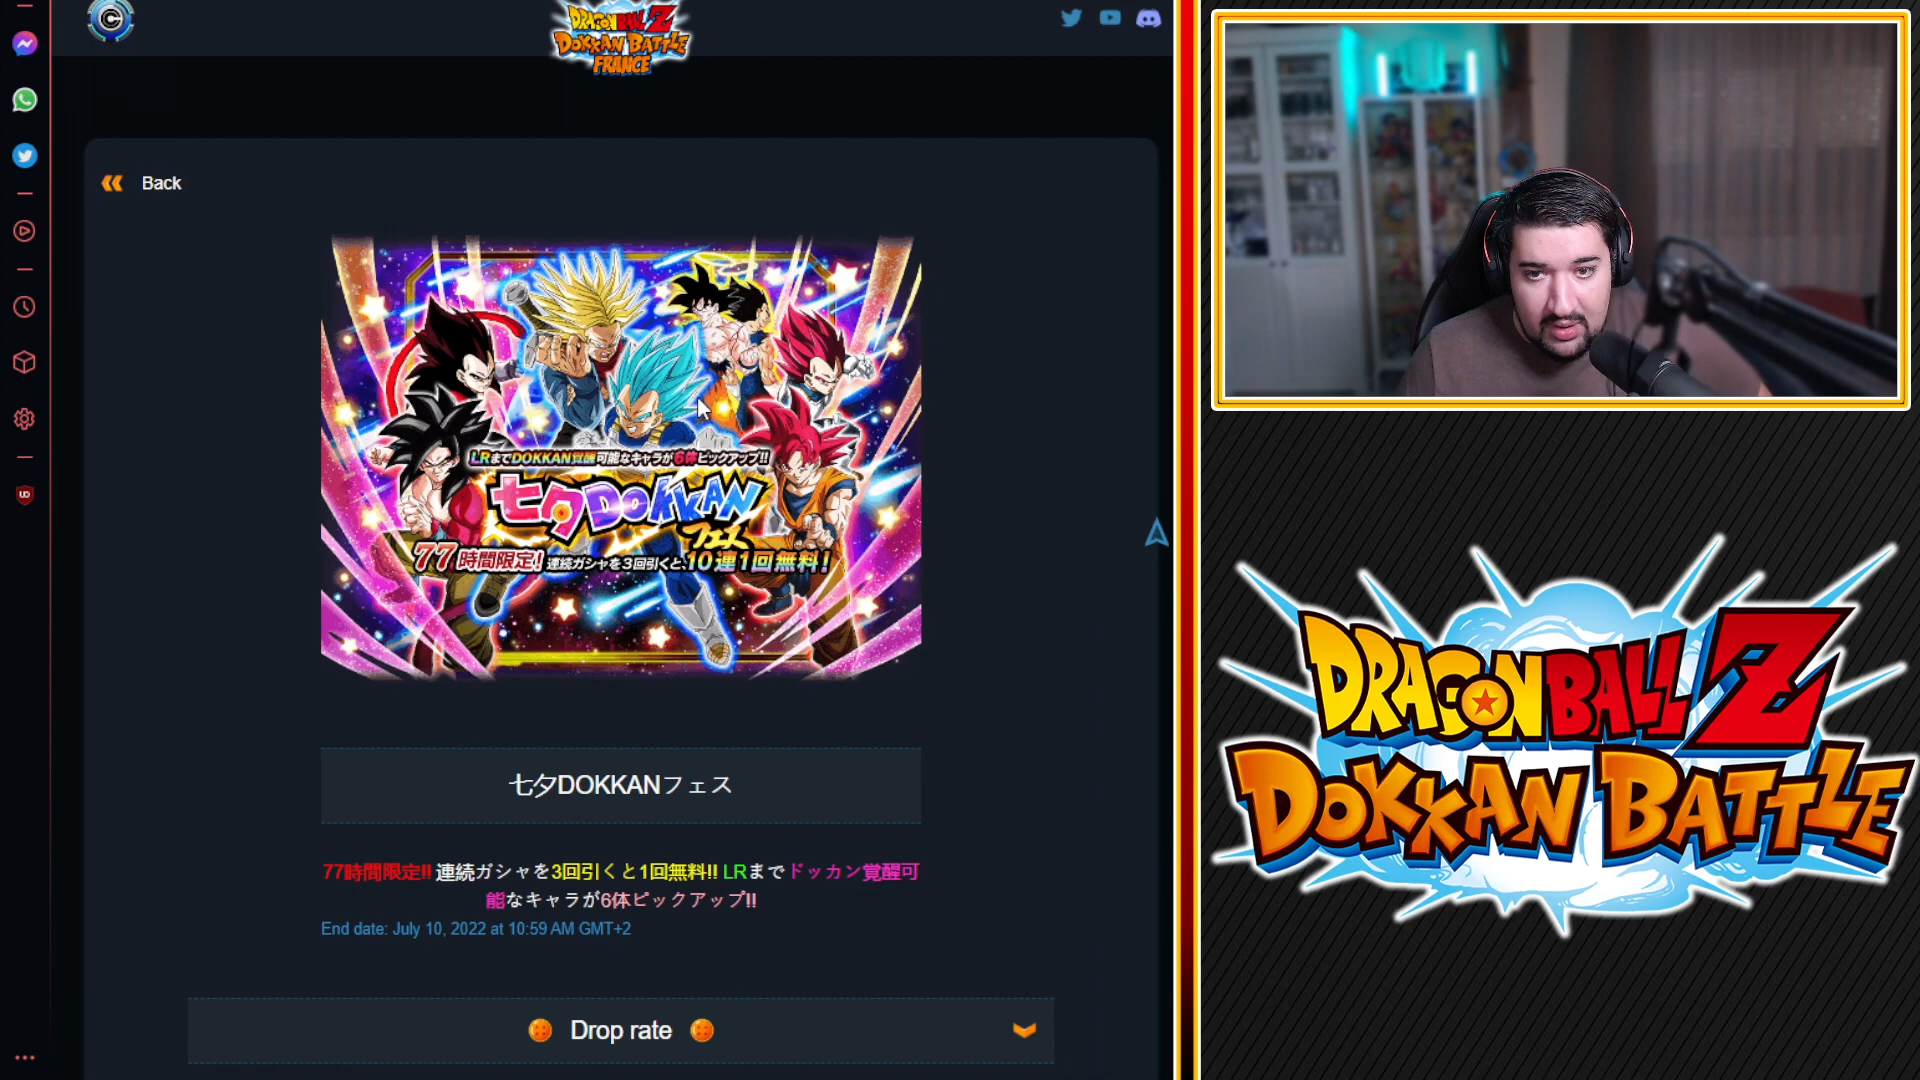 DRAGON BALL Z
DOKKAN BATTLE
FRANCE
Back
LRまでDOKKAN覚醒可能なキャラが6体ピックアップ!!
七夕DOKKAN
フェス
77時間限定!連続ガシャを3回引くと、10連1回無料!
七夕DOKKANフェス
77時間限定!! 連続ガシャを3回引くと1回無料!! LRまでドッカン覚醒可
能なキャラが6体ピックアップ!!
End date: July 10, 2022 at 10:59 AM GMT+2
Drop rate
DRAGON BALL Z
DOKKAN BATTLE